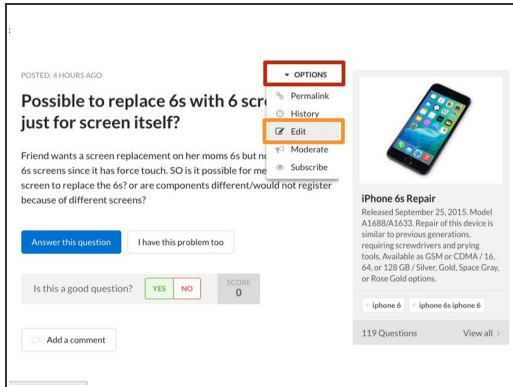 POSTED: 4 HOURS AGO
OPTIONS
Permalink
History
Edit
Moderate
Subscribe
Possible to replace 6s with 6
just for screen itself?
Friend wants a screen replacement on her moms 6s but
6s screens since it has force touch. SO is it possible for me
screen to replace the 6s? or are components different/would not register
because of different screens?
Answer this question
I have this problem too
Is this a good question?
YES
NO
SCORE
0
Add a comment
iPhone 6s Repair
Released September 25, 2015. Model
A1688/A1633. Repair of this device is
similar to previous generations,
requiring screwdrivers and prying
tools. Available as GSM or CDMA / 16,
64, or 128 GB / Silver, Gold, Space Gray,
or Rose Gold options.
iphone 6
iphone 6s iphone 6
119 Questions
View all